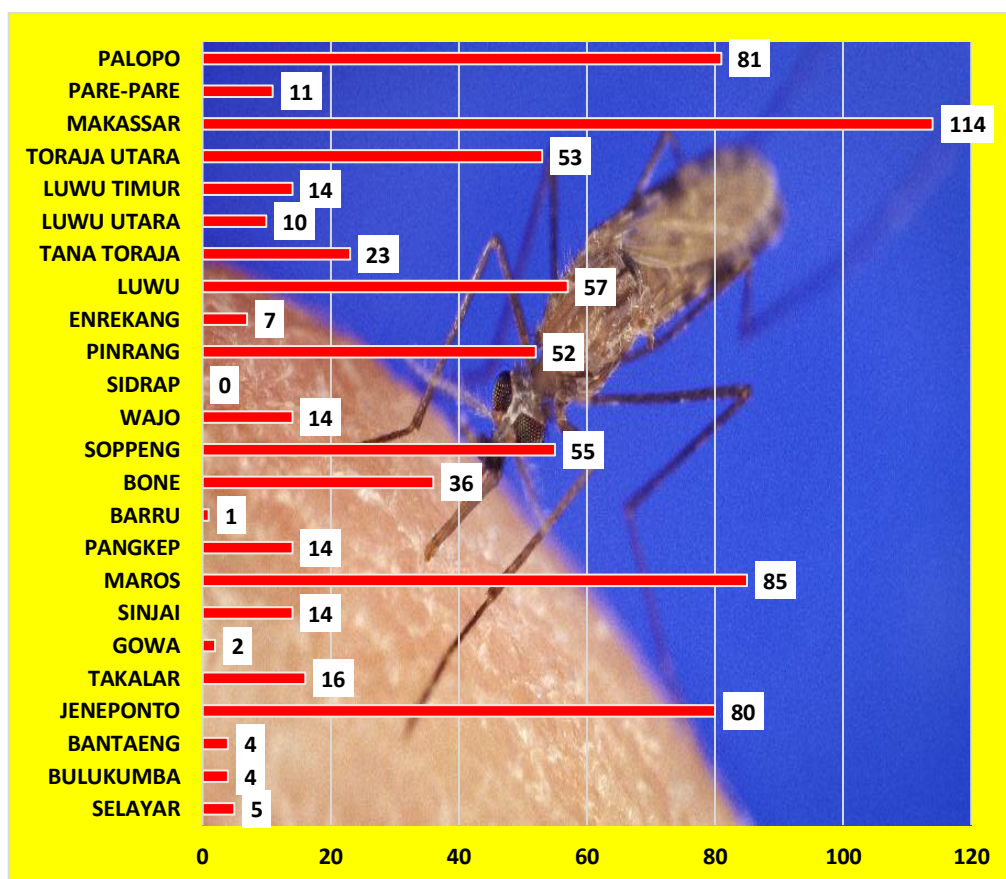 PALOPO 81
PARE-PARE 11
MAKASSAR 114
TORAJA UTARA 53
LUWU TIMUR 14
LUWU UTARA 10
TANA TORAJA 23
LUWU 57
ENREKANG 7
PINRANG 52
SIDRAP 0
WAJO 14
SOPPENG 55
BONE 36
BARRU 1
PANGKEP 14
MAROS 85
SINJAI 14
GOWA 2
TAKALAR 16
JENEPONTO 80
BANTAENG 4
BULUKUMBA 4
SELAYAR 5
0 20 40 60 80 100 120